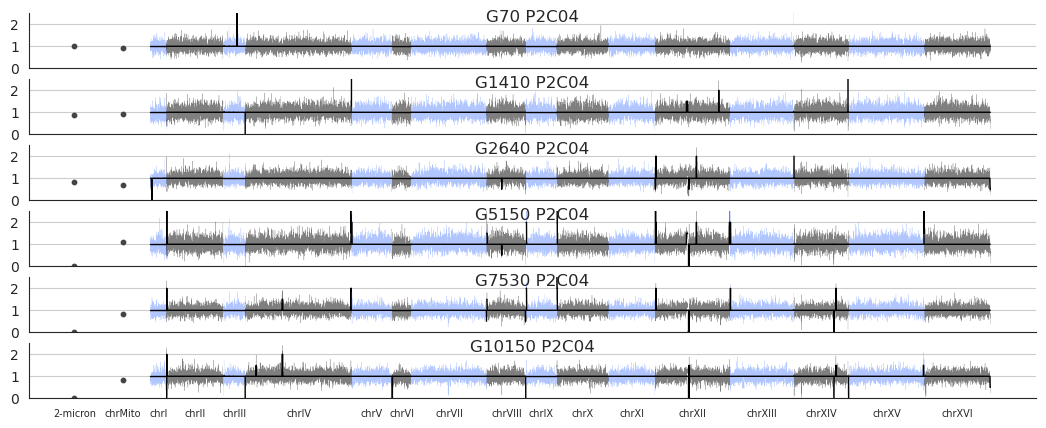 G70 P2C04
2
1
0
G1410 P2C04
2
1
0
G2640 P2C04
2
1
0
G5150 P2C04
2
1
0
G7530 P2C04
2
1
0
G10150 P2C04
2
1
0
2-micron chrMito chrI chrII chrIII chrIV chrV chrVI chrVII chrVIII chrIX chrX chrXI chrXII chrXIII chrXIV chrXV chrXVI